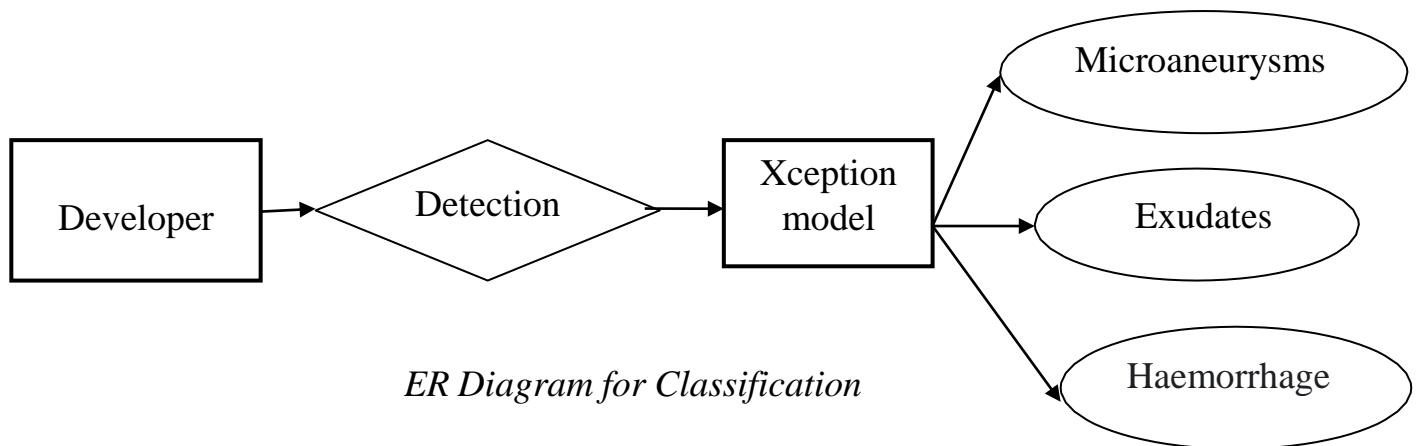 Microaneurysms
Developer
Detection
Xception
model
Exudates
Haemorrhage
ER Diagram for Classification